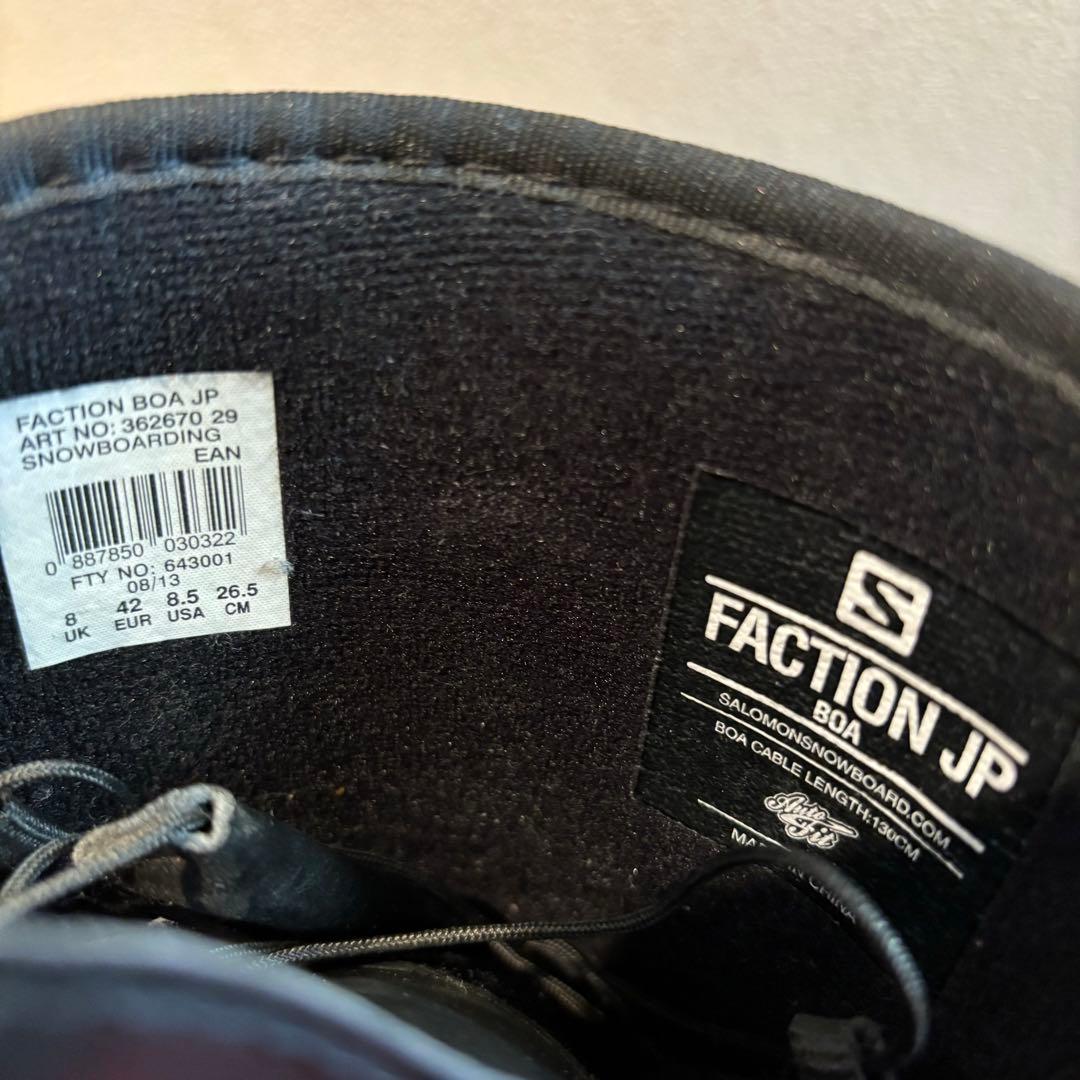 FACTION BOA JP
ART NO: 362670 29
SNOWBOARDING
EAN
0 887850 030322
FTY NO: 643001
08/13
8 42 8.5 26.5
UK EUR USA CM
S
FACTION JP
BOA
SALOMONSNOWBOARD.COM
BOA CABLE LENGTH:130CM
Auto
Fit
CHINA